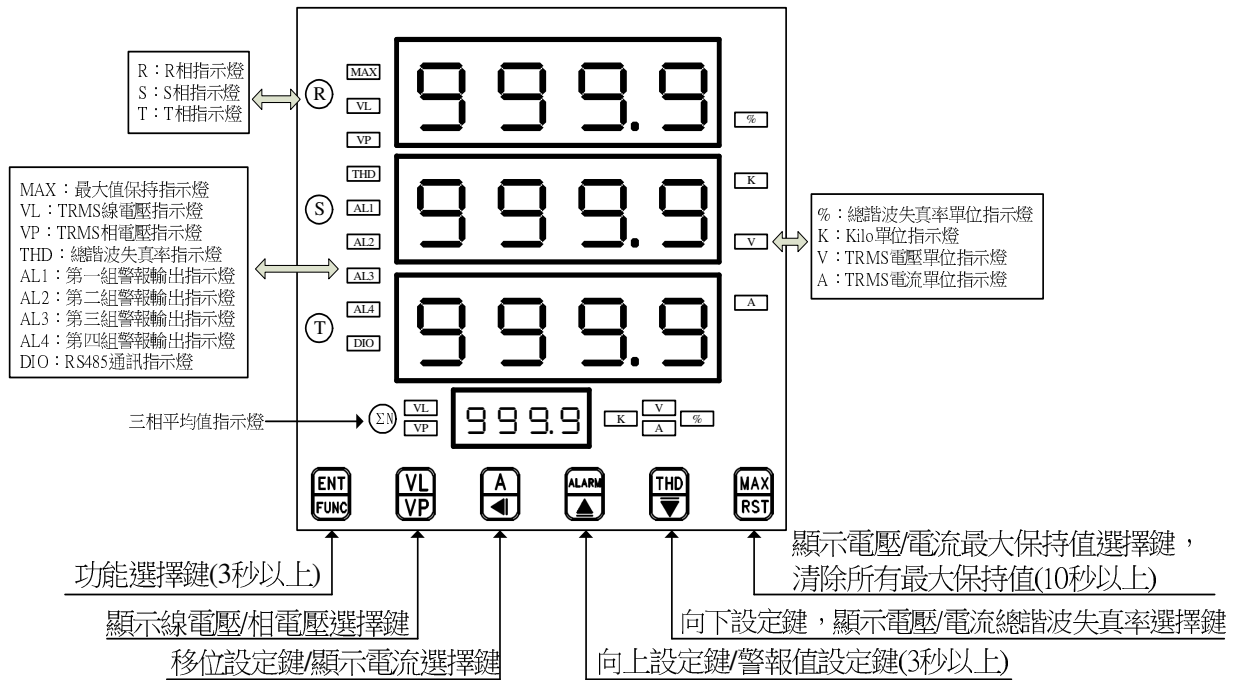 R：R相指示燈
S：S相指示燈
T：T相指示燈
MAX：最大值保持指示燈
VL：TRMS線電壓指示燈
VP：TRMS相電壓指示燈
THD：總諧波失真率指示燈
AL1：第一組警報輸出指示燈
AL2：第二組警報輸出指示燈
AL3：第三組警報輸出指示燈
AL4：第四組警報輸出指示燈
DIO：RS485通訊指示燈
三相平均值指示燈
R
S
T
MAX
VL
VP
THD
AL1
AL2
AL3
AL4
DIO
999.9
999.9
999.9
%
K
V
A
%：總諧波失真率單位指示燈
K：Kilo單位指示燈
V：TRMS電壓單位指示燈
A：TRMS電流單位指示燈
ΣN
VL
VP
999.9
K
V
A
%
ENT
FUNC
VL
VP
A
ALARM
THD
MAX
RST
功能選擇鍵(3秒以上)
顯示線電壓/相電壓選擇鍵
移位設定鍵/顯示電流選擇鍵
顯示電壓/電流最大保持值選擇鍵，
清除所有最大保持值(10秒以上)
向下設定鍵，顯示電壓/電流總諧波失真率選擇鍵
向上設定鍵/警報值設定鍵(3秒以上)